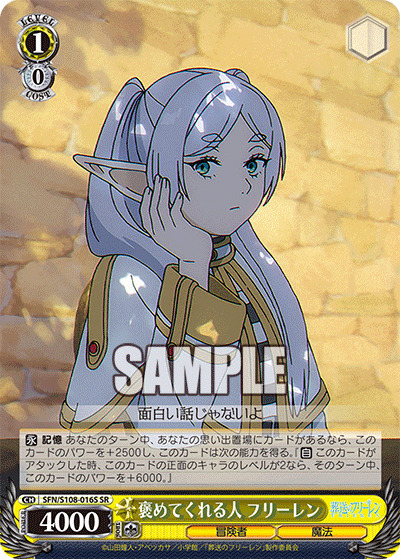 LEVEL
1
0
COST
SAMPLE
面白い話じゃないよ
永 記憶 あなたのターン中、あなたの思い出置場にカードがあるなら、このカードのパワーを+2500し、このカードは次の能力を得る。『自 このカードがアタックした時、このカードの正面のキャラのレベルが2なら、そのターン中、このカードのパワーを+6000。』
CH SFN/S108-016S SR
褒めてくれる人 フリーレン
葬送のフリーレン
4000
冒険者
魔法
©山田鐘人・アベツカサ/小学館/「葬送のフリーレン」製作委員会